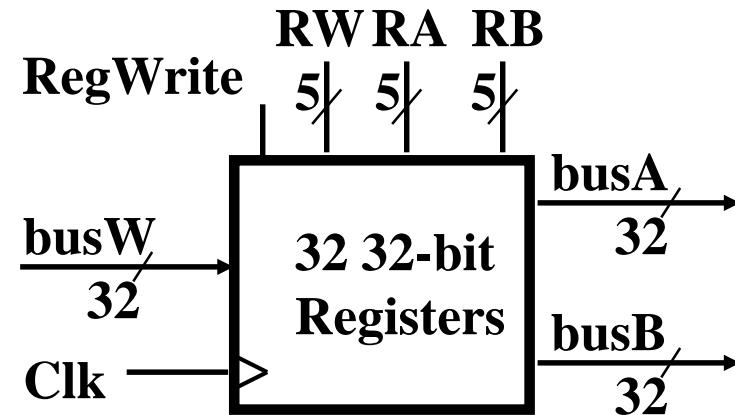 RW RA RB
RegWrite
5 5 5
busA
32
busW
32
32 32-bit
Registers
busB
32
Clk